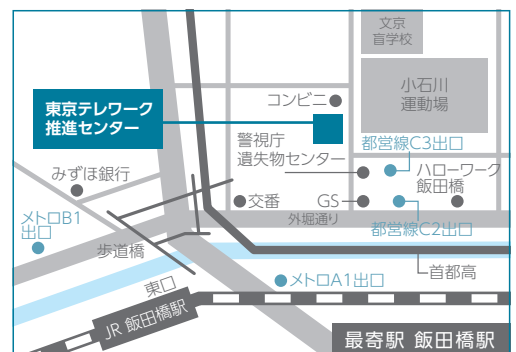 文京
盲学校
小石川
運動場
コンビニ
東京テレワーク
推進センター
警視庁
遺失物センター
都営線C3出口
みずほ銀行
ハローワーク
飯田橋
交番
GS
メトロB1
出口
外堀通り
都営線C2出口
歩道橋
首都高
東口
メトロA1出口
JR 飯田橋駅
最寄駅 飯田橋駅